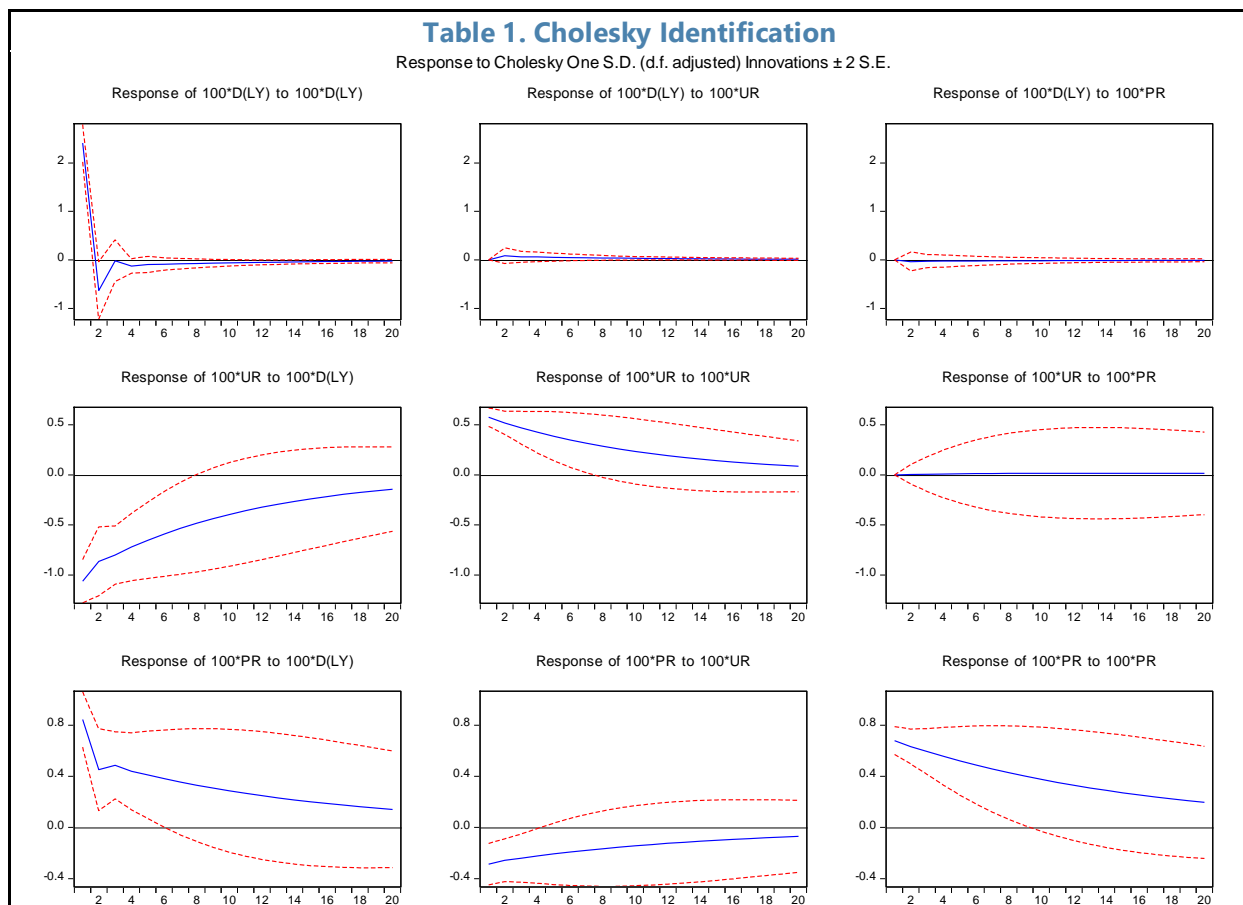 Table 1. Cholesky Identification
Response to Cholesky One S.D. (d.f. adjusted) Innovations ± 2 S.E.
Response of 100*D(LY) to 100*D(LY)
2
1
0
-1
2 4 6 8 10 12 14 16 18 20
Response of 100*D(LY) to 100*UR
2
1
0
-1
2 4 6 8 10 12 14 16 18 20
Response of 100*D(LY) to 100*PR
2
1
0
-1
2 4 6 8 10 12 14 16 18 20
Response of 100*UR to 100*D(LY)
0.5
0.0
-0.5
-1.0
2 4 6 8 10 12 14 16 18 20
Response of 100*UR to 100*UR
0.5
0.0
-0.5
-1.0
2 4 6 8 10 12 14 16 18 20
Response of 100*UR to 100*PR
0.5
0.0
-0.5
-1.0
2 4 6 8 10 12 14 16 18 20
Response of 100*PR to 100*D(LY)
0.8
0.4
0.0
-0.4
2 4 6 8 10 12 14 16 18 20
Response of 100*PR to 100*UR
0.8
0.4
0.0
-0.4
2 4 6 8 10 12 14 16 18 20
Response of 100*PR to 100*PR
0.8
0.4
0.0
-0.4
2 4 6 8 10 12 14 16 18 20